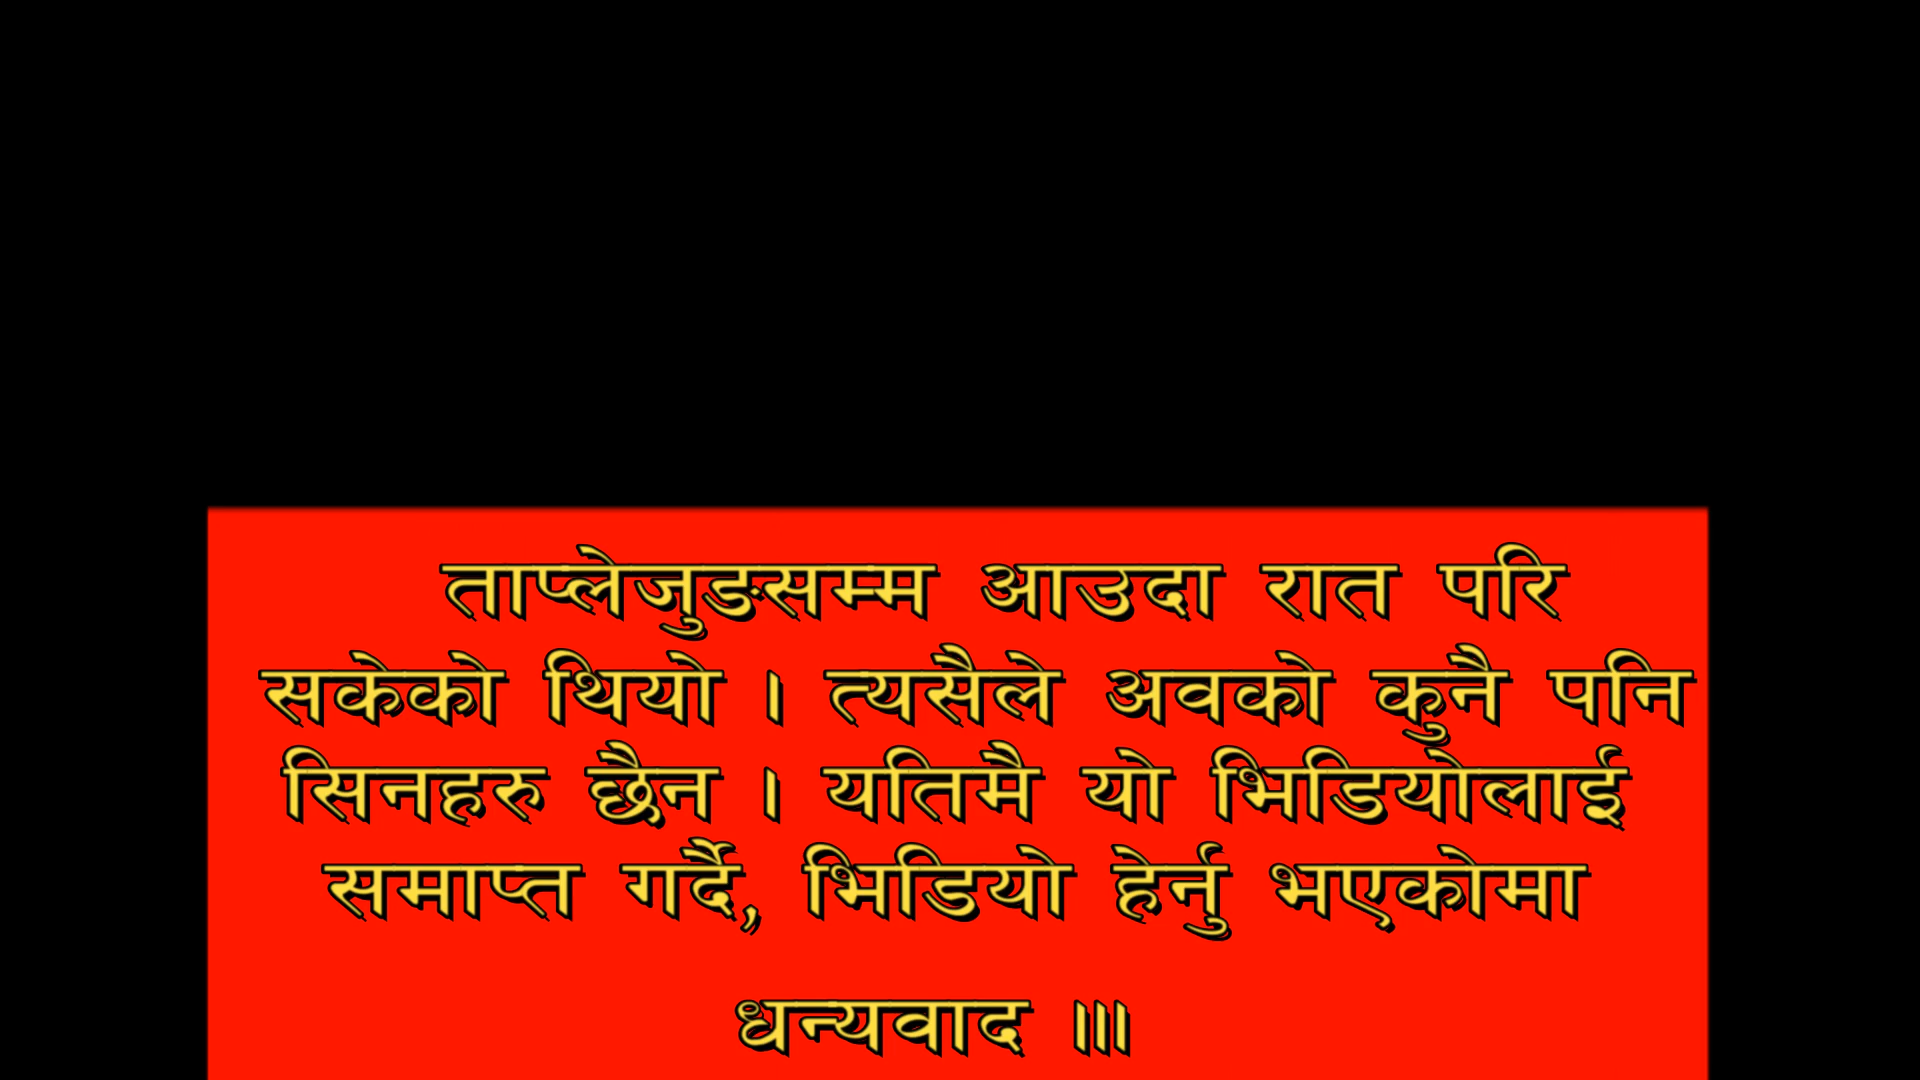 ताप्लेजुङसम्म आउदा रात परि
सकेको थियो । त्यसैले अवको कुनै पनि
सिनहरु छैन । यतिमै यो भिडियोलाई
समाप्त गर्दै, भिडियो हेर्नु भएकोमा
धन्यवाद ।।।